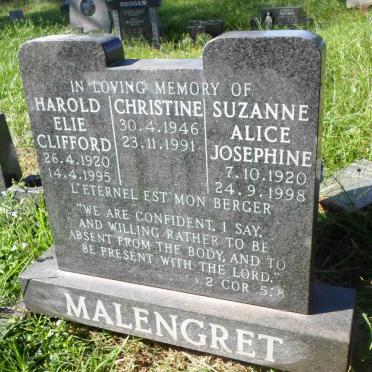 BROGAN
IN LOVING MEMORY OF
HAROLD
ELIE
CLIFFORD
26.4.1920
14.4.1995
CHRISTINE
30.4.1946
23.11.1991
SUZANNE
ALICE
JOSEPHINE
7.10.1920
24.9.1998
L'ETERNEL EST MON BERGER
"WE ARE CONFIDENT, I SAY,
AND WILLING RATHER TO BE
ABSENT FROM THE BODY, AND TO
BE PRESENT WITH THE LORD."
2 COR 5:8
MALENGRET